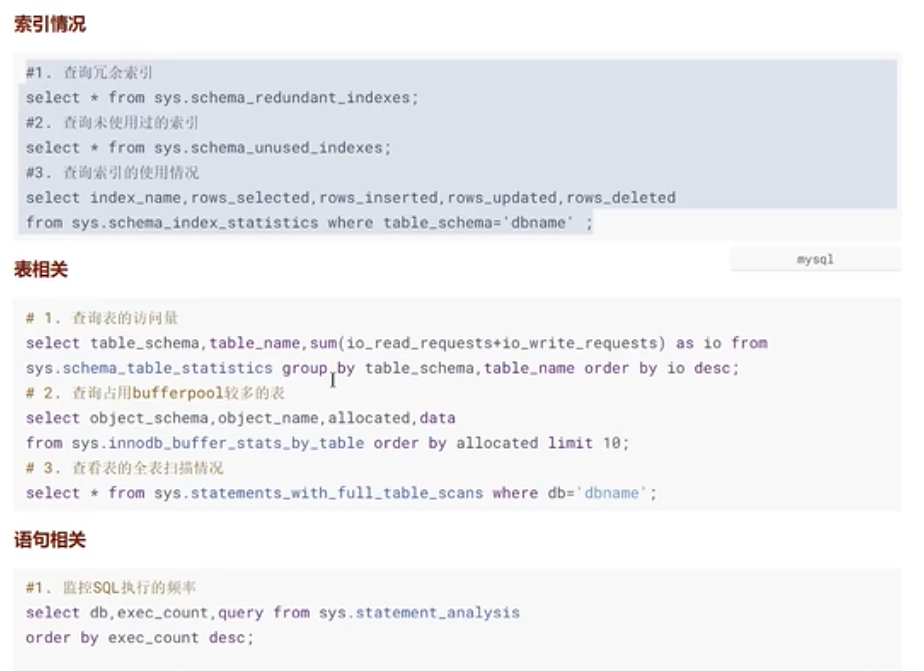 索引情况
#1. 查询冗余索引
select * from sys.schema_redundant_indexes;
#2. 查询未使用过的索引
select * from sys.schema_unused_indexes;
#3. 查询索引的使用情况
select index_name,rows_selected,rows_inserted,rows_updated,rows_deleted
from sys.schema_index_statistics where table_schema='dbname' ;
mysql
表相关
# 1. 查询表的访问量
select table_schema,table_name,sum(io_read_requests+io_write_requests) as io from
sys.schema_table_statistics group by table_schema,table_name order by io desc;
# 2. 查询占用bufferpool较多的表
select object_schema,object_name,allocated,data
from sys.innodb_buffer_stats_by_table order by allocated limit 10;
# 3. 查看表的全表扫描情况
select * from sys.statements_with_full_table_scans where db='dbname';
语句相关
#1. 监控SQL执行的频率
select db,exec_count,query from sys.statement_analysis
order by exec_count desc;